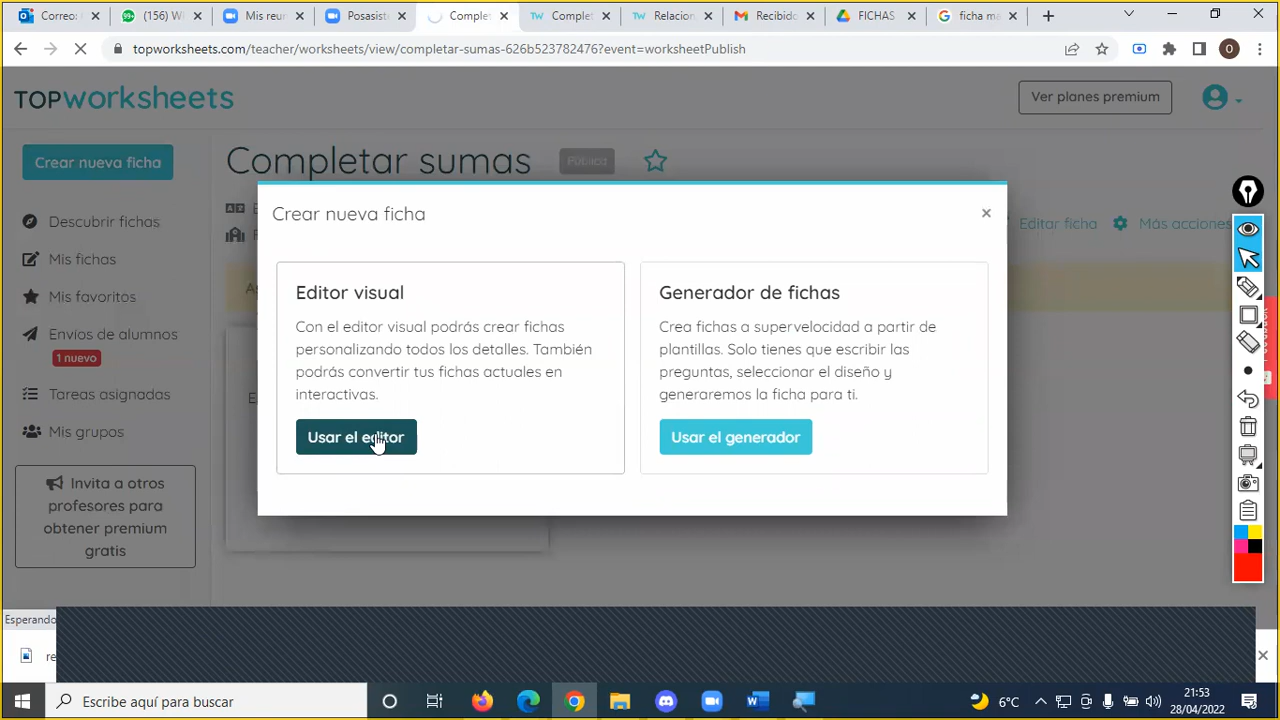 Correo:
(156) W
Mis reu
Posasist
Complet
Complet
Relacion
Recibido
FICHAS
ficha ma
topworksheets.com/teacher/worksheets/view/completar-sumas-626b523782476?event=worksheetPublish
O
TOPworksheets
Ver planes premium
Crear nueva ficha
Completar sumas
Público
Descubrir fichas
Mis fichas
Mis favoritos
Envíos de alumnos
1 nuevo
Tareas asignadas
Mis grupos
Invita a otros
profesores para
obtener premium
gratis
Editar ficha
Más acciones
Crear nueva ficha
×
Editor visual
Con el editor visual podrás crear fichas
personalizando todos los detalles. También
podrás convertir tus fichas actuales en
interactivas.
Usar el editor
Generador de fichas
Crea fichas a supervelocidad a partir de
plantillas. Solo tienes que escribir las
preguntas, seleccionar el diseño y
generaremos la ficha para ti.
Usar el generador
Esperando
re
Escribe aquí para buscar
6°C
21:53
28/04/2022